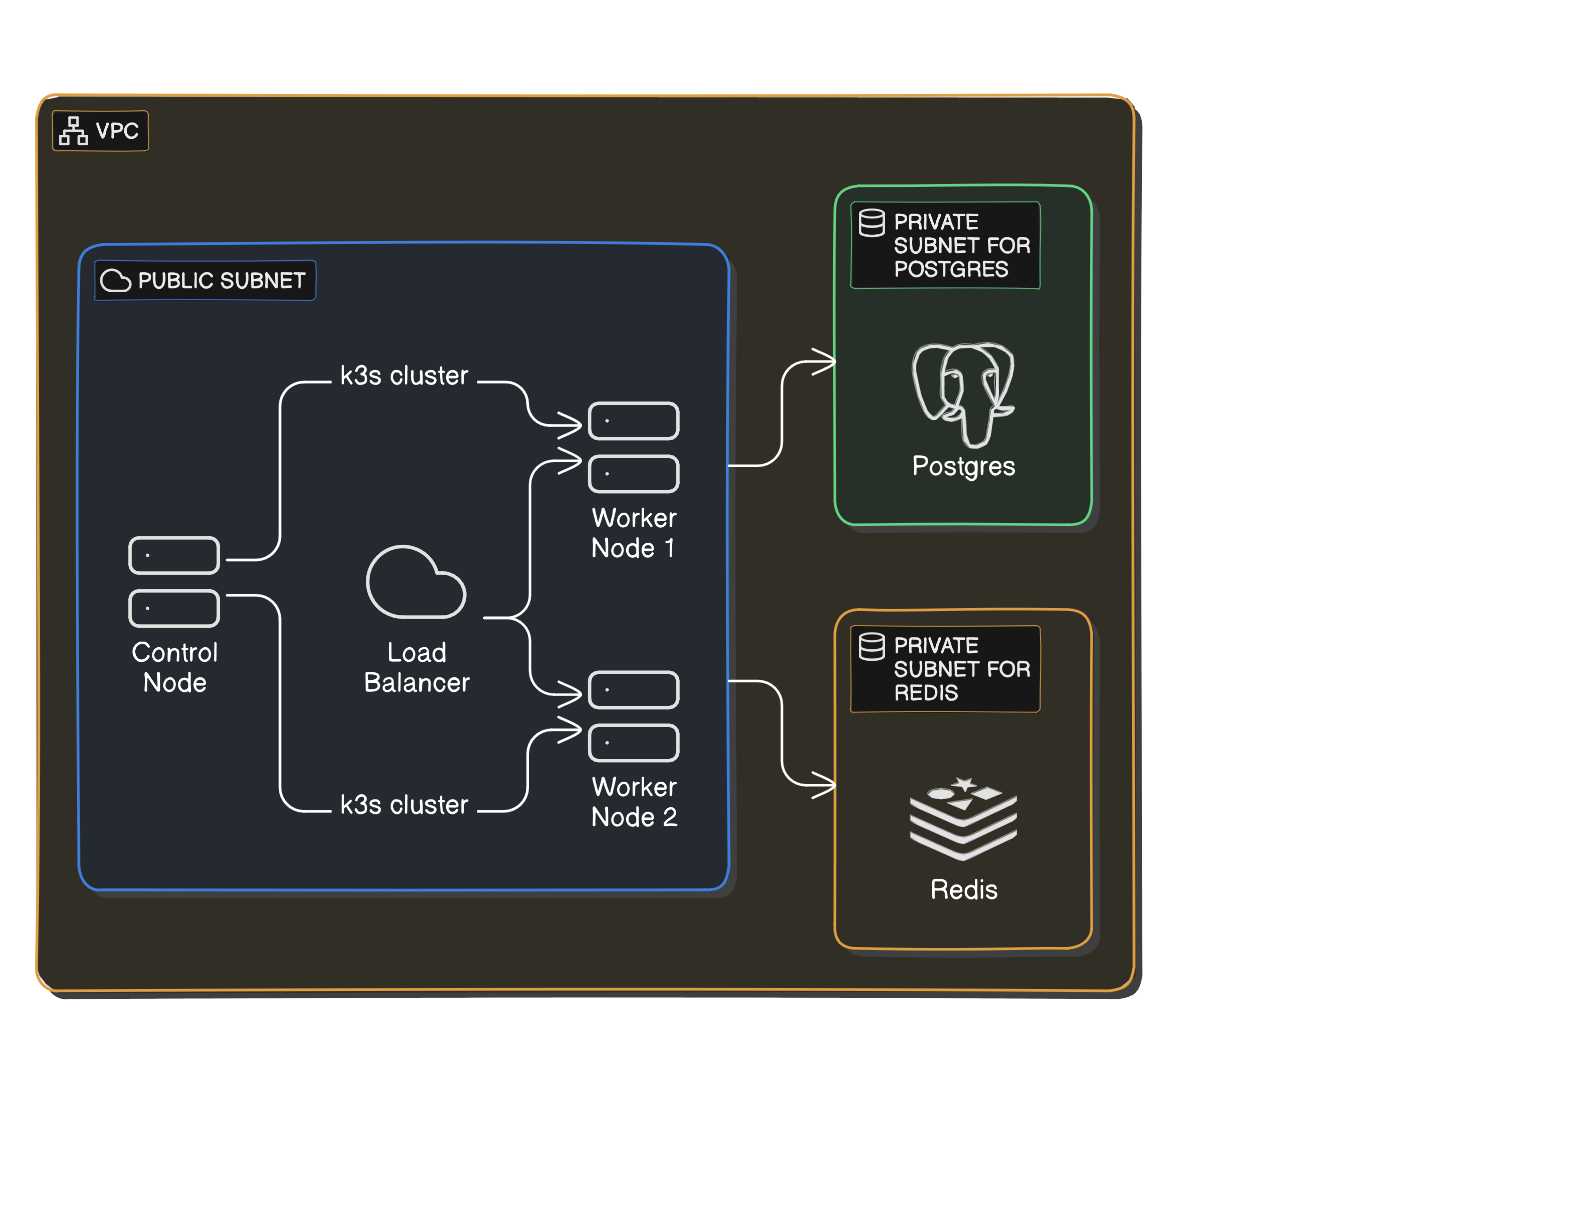 VPC
PUBLIC SUBNET
k3s cluster
Control
Node
Load
Balancer
Worker
Node 1
Worker
Node 2
k3s cluster
PRIVATE
SUBNET FOR
POSTGRES
Postgres
PRIVATE
SUBNET FOR
REDIS
Redis